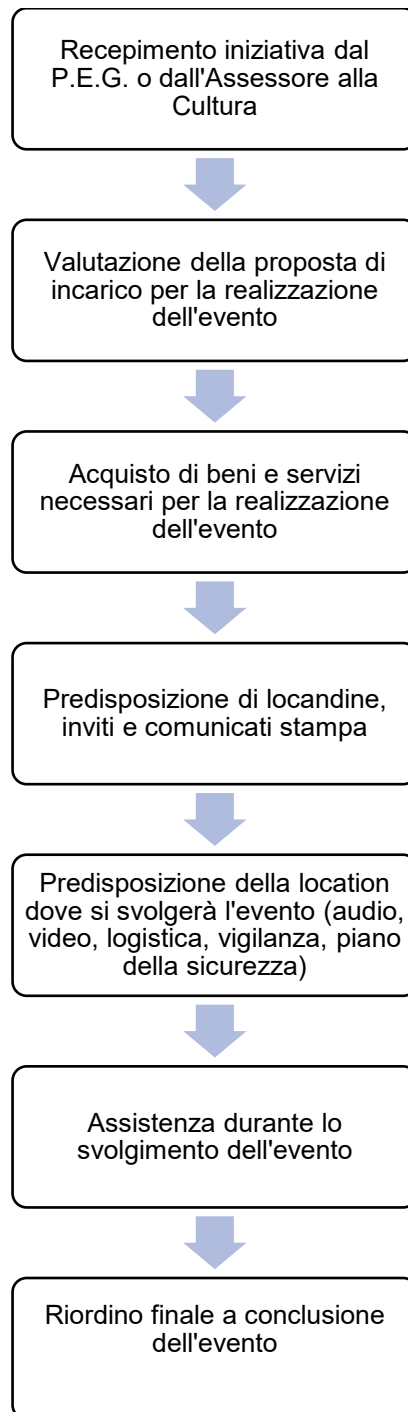 Recepimento iniziativa dal
P.E.G. o dall'Assessore alla
Cultura
Valutazione della proposta di
incarico per la realizzazione
dell'evento
Acquisto di beni e servizi
necessari per la realizzazione
dell'evento
Predisposizione di locandine,
inviti e comunicati stampa
Predisposizione della location
dove si svolgerà l'evento (audio,
video, logistica, vigilanza, piano
della sicurezza)
Assistenza durante lo
svolgimento dell'evento
Riordino finale a conclusione
dell'evento